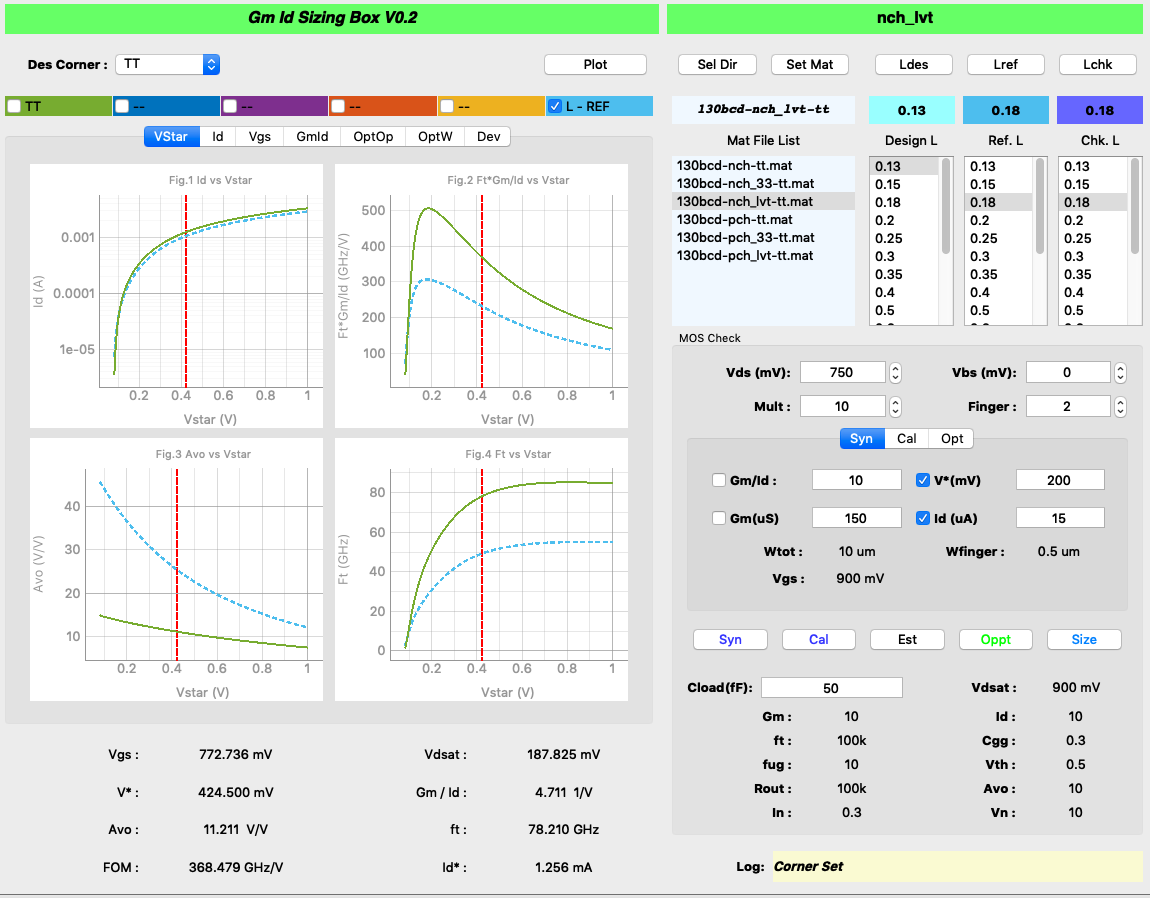 Gm Id Sizing Box V0.2
nch_lvt
Des Corner :
TT
Plot
Sel Dir
Set Mat
Ldes
Lref
Lchk
TT
--
--
--
--
L - REF
130bcd-nch_lvt-tt
0.13
0.18
0.18
VStar
Id
Vgs
GmId
OptOp
OptW
Dev
Mat File List
Design L
Ref. L
Chk. L
Fig.1 Id vs Vstar
0.001
0.0001
1e-05
0.2
0.4
0.6
0.8
1
Id (A)
Vstar (V)
Fig.2 Ft*Gm/Id vs Vstar
500
400
300
200
100
0.2
0.4
0.6
0.8
1
Ft*Gm/Id (GHz/V)
Vstar (V)
Fig.3 Avo vs Vstar
40
30
20
10
0.2
0.4
0.6
0.8
1
Avo (V/V)
Vstar (V)
Fig.4 Ft vs Vstar
80
60
40
20
0
0.2
0.4
0.6
0.8
1
Ft (GHz)
Vstar (V)
Vgs :
772.736 mV
Vdsat :
187.825 mV
V* :
424.500 mV
Gm / Id :
4.711 1/V
Avo :
11.211 V/V
ft :
78.210 GHz
FOM :
368.479 GHz/V
Id* :
1.256 mA
130bcd-nch-tt.mat
130bcd-nch_33-tt.mat
130bcd-nch_lvt-tt.mat
130bcd-pch-tt.mat
130bcd-pch_33-tt.mat
130bcd-pch_lvt-tt.mat
0.13
0.15
0.18
0.2
0.25
0.3
0.35
0.4
0.5
0.13
0.15
0.18
0.2
0.25
0.3
0.35
0.4
0.5
0.13
0.15
0.18
0.2
0.25
0.3
0.35
0.4
0.5
MOS Check
Vds (mV):
750
Vbs (mV):
0
Mult :
10
Finger :
2
Syn
Cal
Opt
Gm/Id :
10
V*(mV)
200
Gm(uS)
150
Id (uA)
15
Wtot :
10 um
Wfinger :
0.5 um
Vgs :
900 mV
Syn
Cal
Est
Oppt
Size
Cload(fF):
50
Vdsat :
900 mV
Gm :
10
Id :
10
ft :
100k
Cgg :
0.3
fug :
10
Vth :
0.5
Rout :
100k
Avo :
10
In :
0.3
Vn :
10
Log:
Corner Set